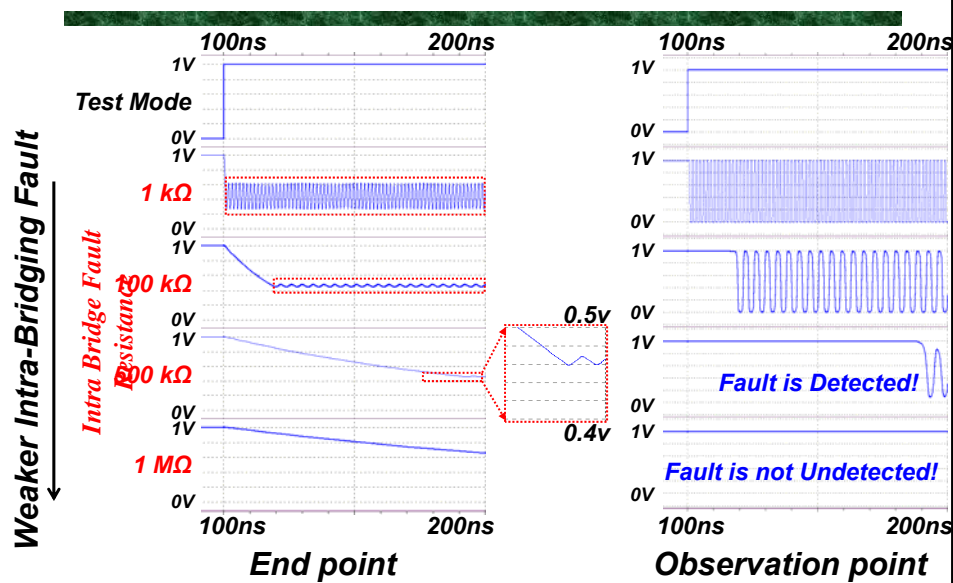 100ns 200ns
100ns 200ns
Test Mode
1V
0V
1V
0V
1 kΩ
1V
0V
1V
0V
100 kΩ
1V
0V
1V
0V
1V
0V
0.5v
0.4v
1V
0V
Fault is Detected!
1 MΩ
1V
0V
1V
0V
Fault is not Undetected!
100ns 200ns
100ns 200ns
End point
Observation point
Weaker Intra-Bridging Fault
Intra Bridge Fault
Resistance